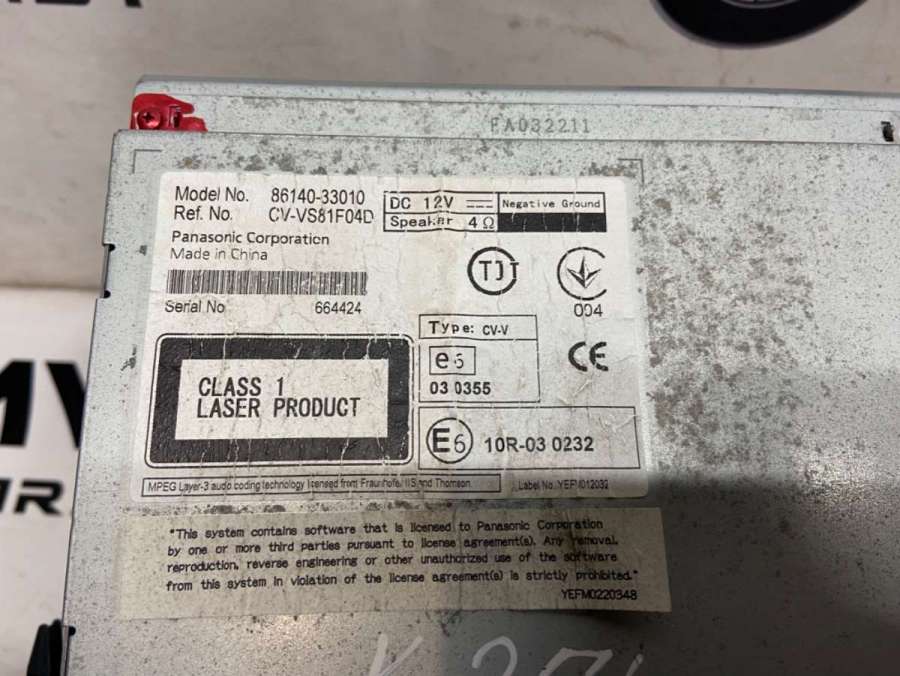 FA032211
Model No. 86140-33010
Ref. No. CV-VS81F04D
DC 12V
Negative Ground
Speaker 4Ω
Panasonic Corporation
Made in China
004
Serial No 664424
Type: CV-V
e6
03 0355
CE
CLASS 1
LASER PRODUCT
E6 10R-03 0232
MPEG Layer-3 audio coding technology licensed from Fraunhofer IIS and Thomson.
Label No. YEFM012032
"This system contains software that is licensed to Panasonic Corporation
by one or more third parties pursuant to license agreement(s). Any removal,
reproduction, reverse engineering or other unauthorized use of the software
from this system in violation of the license agreement(s) is strictly prohibited."
YEFM0220348